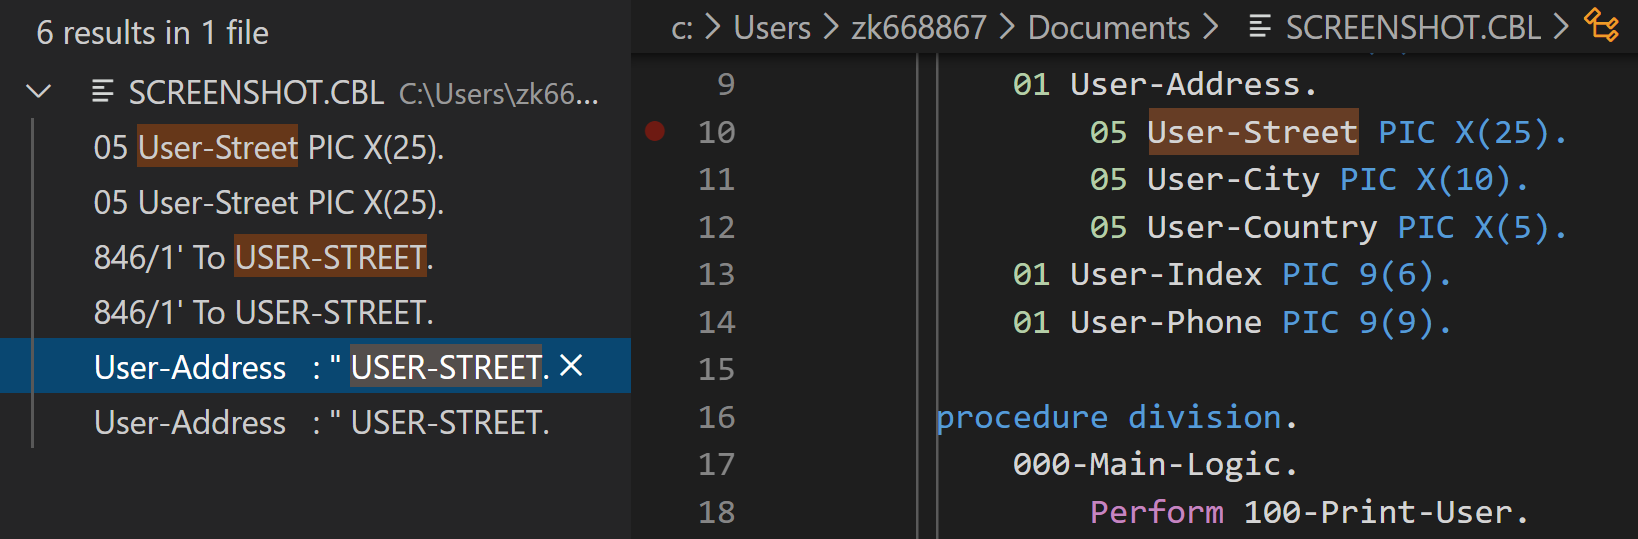 6 results in 1 file
SCREENSHOT.CBL C:\Users\zk66...
05 User-Street PIC X(25).
05 User-Street PIC X(25).
846/1' To USER-STREET.
846/1' To USER-STREET.
User-Address : " USER-STREET.
User-Address : " USER-STREET.
c: > Users > zk668867 > Documents > SCREENSHOT.CBL >
9 01 User-Address.
10 05 User-Street PIC X(25).
11 05 User-City PIC X(10).
12 05 User-Country PIC X(5).
13 01 User-Index PIC 9(6).
14 01 User-Phone PIC 9(9).
15
16 procedure division.
17 000-Main-Logic.
18 Perform 100-Print-User.